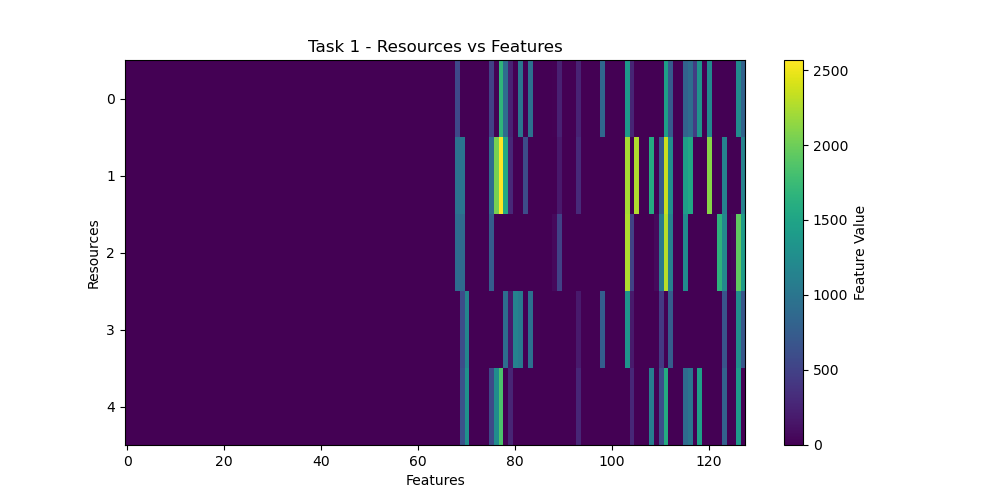 Task 1 - Resources vs Features
Resources
0
1
2
3
4
0 20 40 60 80 100 120
Features
2500
2000
1500
1000
500
0
Feature Value